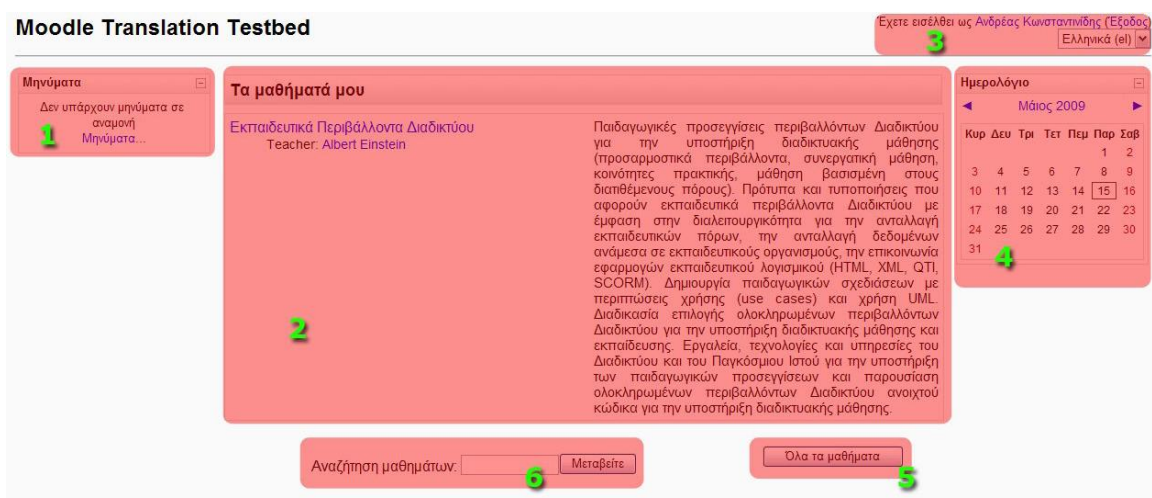 Moodle Translation Testbed
Έχετε εισέλθει ως Ανδρέας Κωνσταντινίδης (Έξοδος)
3
Ελληνικά (el)
Μηνύματα
Δεν υπάρχουν μηνύματα σε
αναμονή
Μηνύματα...
1
Τα μαθήματά μου
Εκπαιδευτικά Περιβάλλοντα Διαδικτύου
Teacher: Albert Einstein
2
Παιδαγωγικές προσεγγίσεις περιβαλλόντων Διαδικτύου
για την υποστήριξη διαδικτυακής μάθησης
(προσαρμοστικά περιβάλλοντα, συνεργατική μάθηση,
κοινότητες πρακτικής, μάθηση βασισμένη στους
διατιθέμενους πόρους). Πρότυπα και τυποποιήσεις που
αφορούν εκπαιδευτικά περιβάλλοντα Διαδικτύου με
έμφαση στην διαλειτουργικότητα για την ανταλλαγή
εκπαιδευτικών πόρων, την ανταλλαγή δεδομένων
ανάμεσα σε εκπαιδευτικούς οργανισμούς, την επικοινωνία
εφαρμογών εκπαιδευτικού λογισμικού (HTML, XML, QTI,
SCORM). Δημιουργία παιδαγωγικών σχεδιάσεων με
περιπτώσεις χρήσης (use cases) και χρήση UML.
Διαδικασία επιλογής ολοκληρωμένων περιβαλλόντων
Διαδικτύου για την υποστήριξη διαδικτυακής μάθησης και
εκπαίδευσης. Εργαλεία, τεχνολογίες και υπηρεσίες του
Διαδικτύου και του Παγκόσμιου Ιστού για την υποστήριξη
των παιδαγωγικών προσεγγίσεων και παρουσίαση
ολοκληρωμένων περιβαλλόντων Διαδικτύου ανοιχτού
κώδικα για την υποστήριξη διαδικτυακής μάθησης.
Ημερολόγιο
◄ Μάιος 2009 ►
Κυρ Δευ Τρι Τετ Πεμ Παρ Σαβ
1 2
3 4 5 6 7 8 9
10 11 12 13 14 15 16
17 18 19 20 21 22 23
24 25 26 27 28 29 30
31
4
Αναζήτηση μαθημάτων: Μεταβείτε
6
Όλα τα μαθήματα
5